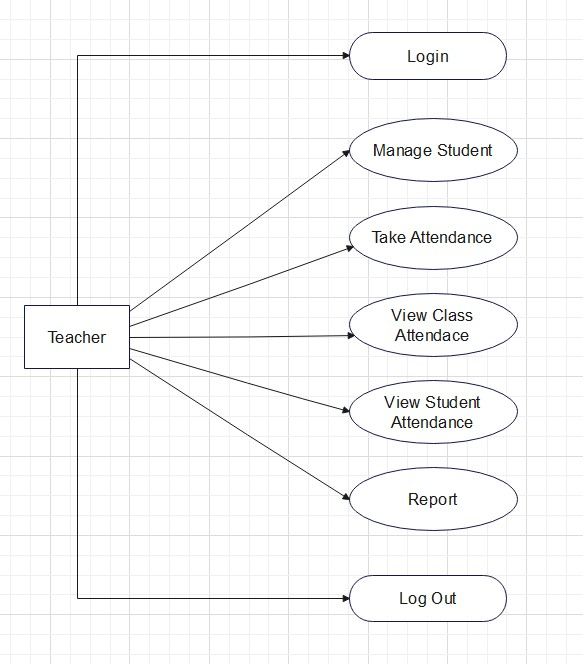 Login
Manage Student
Take Attendance
Teacher
View Class
Attendace
View Student
Attendance
Report
Log Out